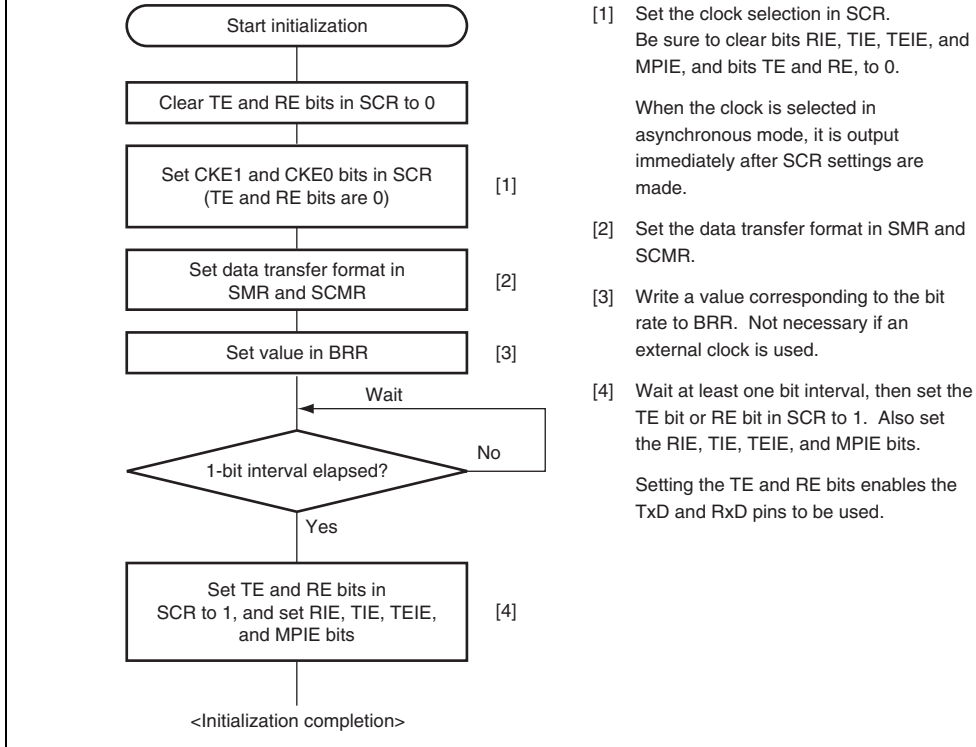 Start initialization
Clear TE and RE bits in SCR to 0
Set CKE1 and CKE0 bits in SCR
(TE and RE bits are 0)
[1]
Set data transfer format in
SMR and SCMR
[2]
Set value in BRR
[3]
Wait
1-bit interval elapsed?
No
Yes
Set TE and RE bits in
SCR to 1, and set RIE, TIE, TEIE,
and MPIE bits
[4]
<Initialization completion>
[1] Set the clock selection in SCR.
Be sure to clear bits RIE, TIE, TEIE, and
MPIE, and bits TE and RE, to 0.
When the clock is selected in
asynchronous mode, it is output
immediately after SCR settings are
made.
[2] Set the data transfer format in SMR and
SCMR.
[3] Write a value corresponding to the bit
rate to BRR. Not necessary if an
external clock is used.
[4] Wait at least one bit interval, then set the
TE bit or RE bit in SCR to 1. Also set
the RIE, TIE, TEIE, and MPIE bits.
Setting the TE and RE bits enables the
TxD and RxD pins to be used.